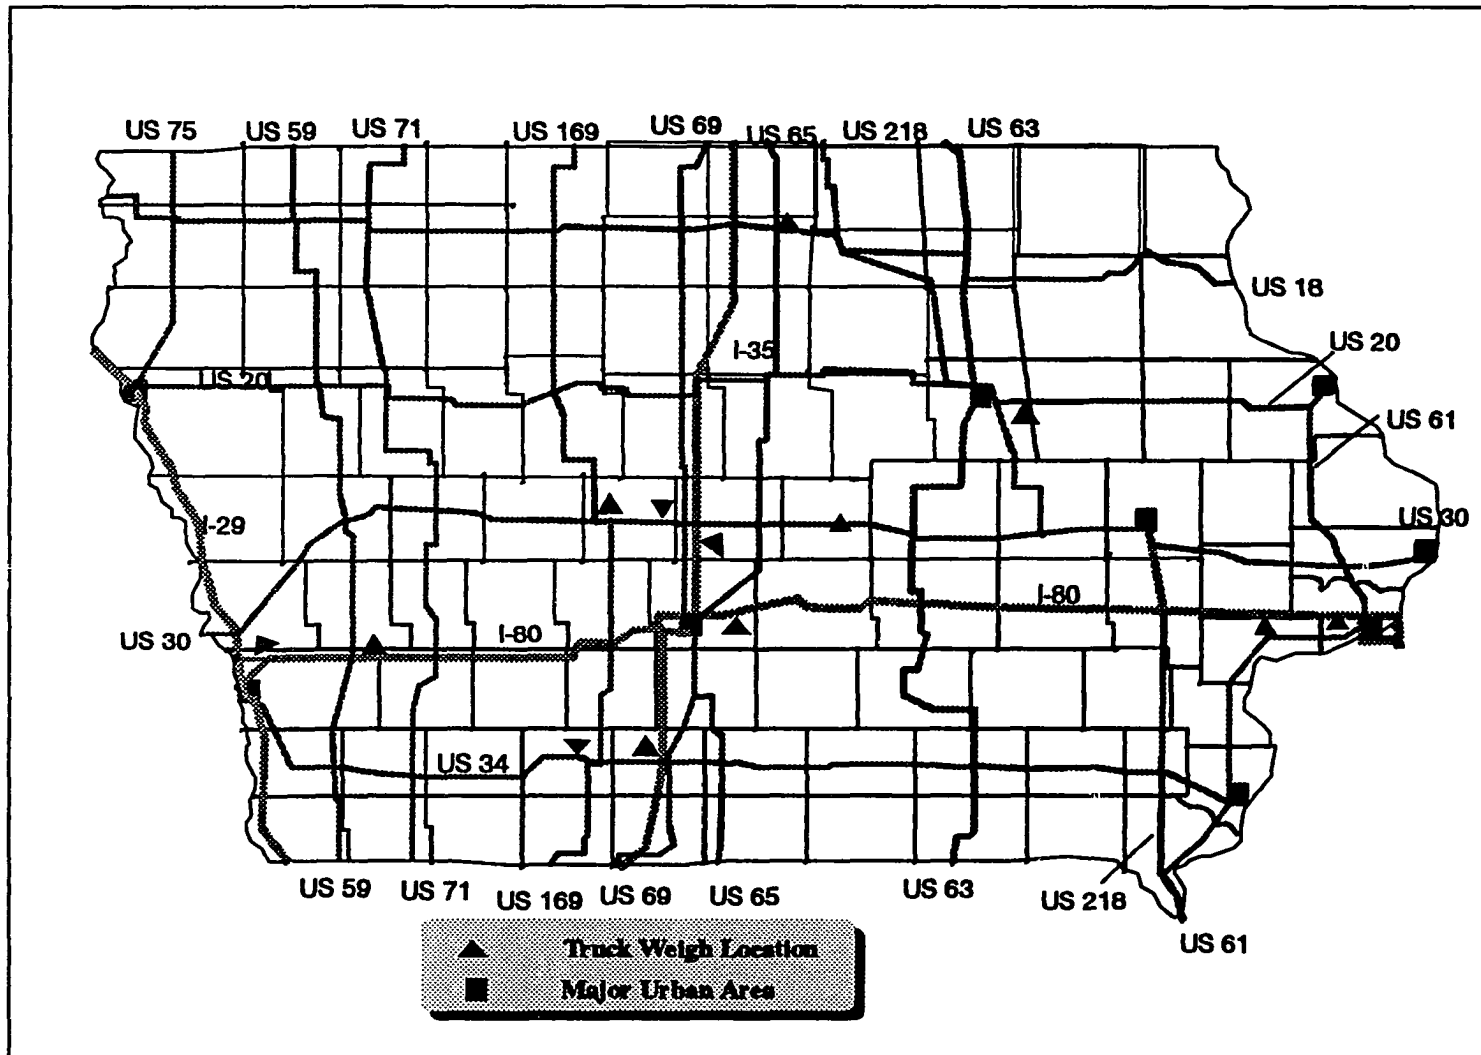 US 75
US 59
US 71
US 169
US 69
US 65
US 218
US 63
US 18
I-35
US 20
US 20
US 61
I-29
US 30
I-80
US 30
I-80
US 34
US 59
US 71
US 169
US 69
US 65
US 63
US 218
US 61
Truck Weigh Location
Major Urban Area